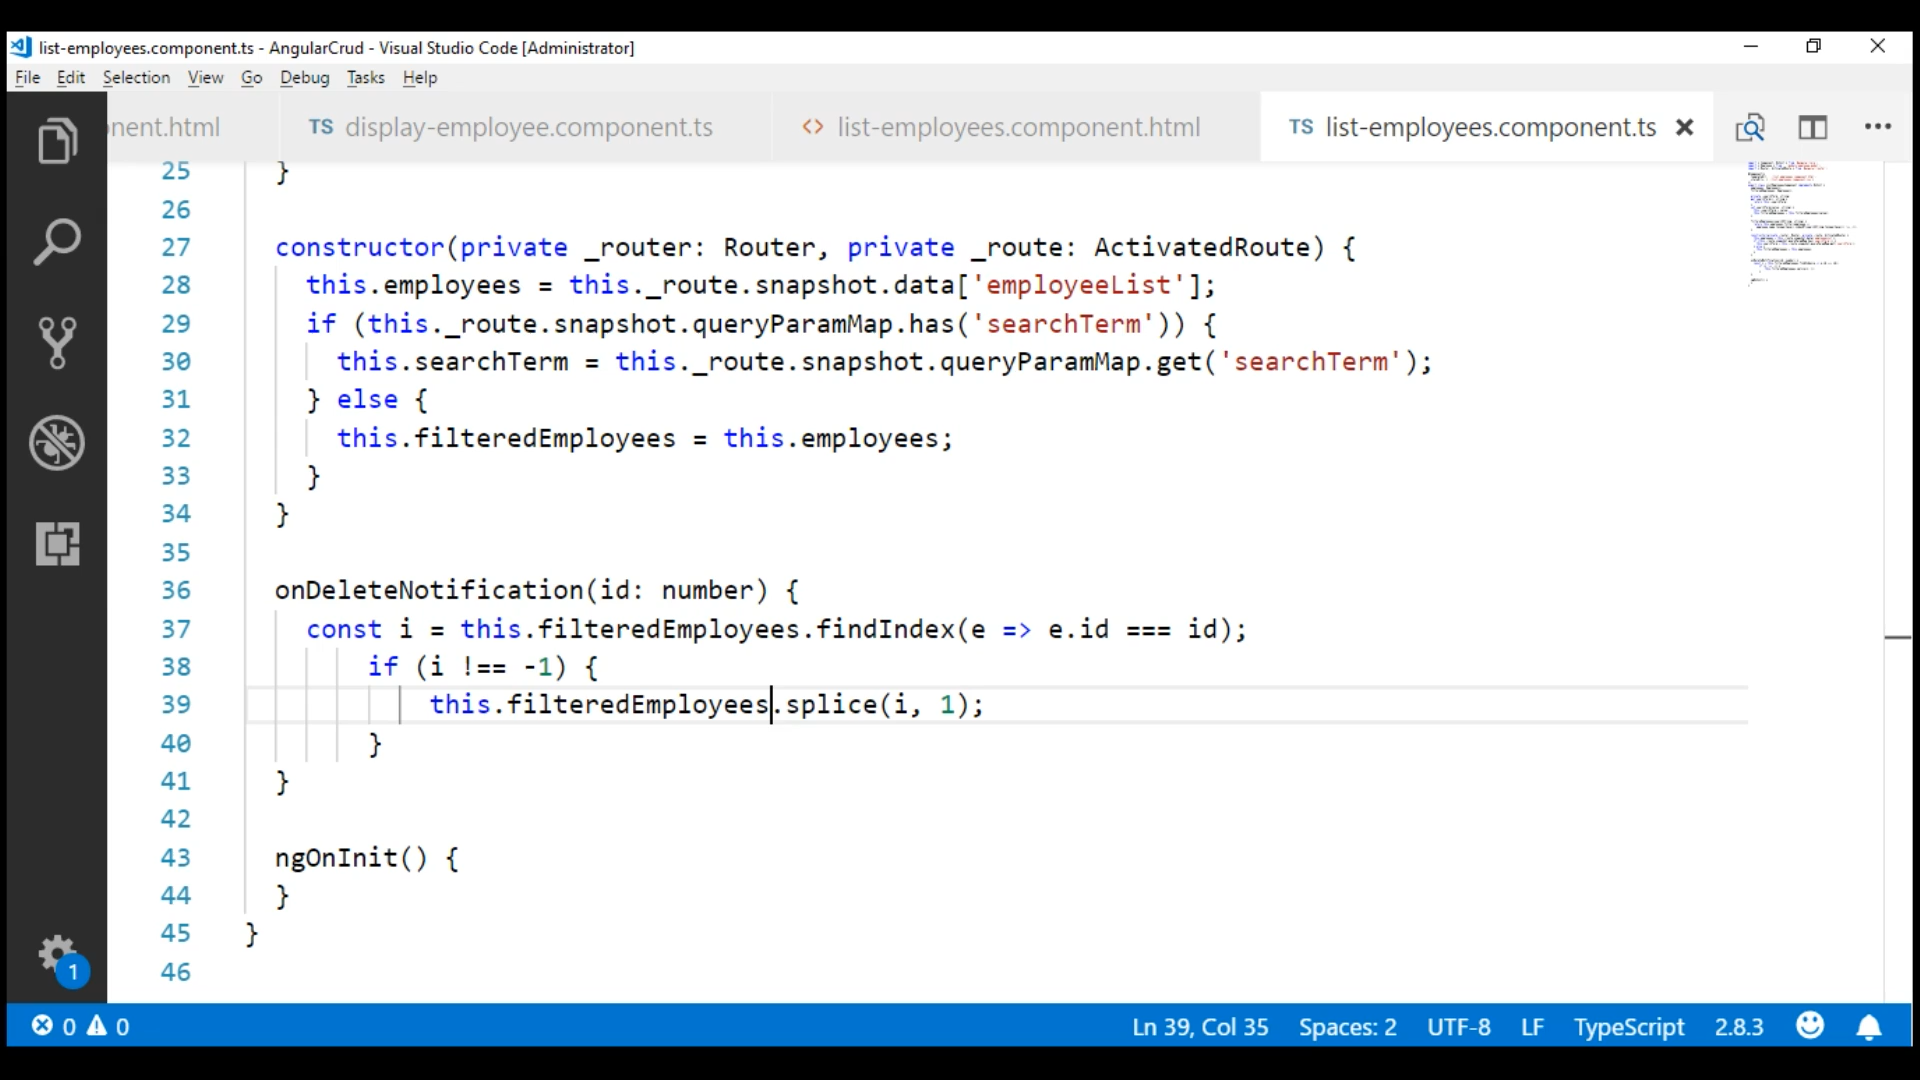 list-employees.component.ts - AngularCrud - Visual Studio Code [Administrator]
File Edit Selection View Go Debug Tasks Help
nent.html TS display-employee.component.ts <> list-employees.component.html TS list-employees.component.ts
25 }
26
27 constructor(private _router: Router, private _route: ActivatedRoute) {
28 this.employees = this._route.snapshot.data['employeeList'];
29 if (this._route.snapshot.queryParamMap.has('searchTerm')) {
30 this.searchTerm = this._route.snapshot.queryParamMap.get('searchTerm');
31 } else {
32 this.filteredEmployees = this.employees;
33 }
34 }
35
36 onDeleteNotification(id: number) {
37 const i = this.filteredEmployees.findIndex(e => e.id === id);
38 if (i !== -1) {
39 this.filteredEmployees.splice(i, 1);
40 }
41 }
42
43 ngOnInit() {
44 }
45 }
46
1
0 0 Ln 39, Col 35 Spaces: 2 UTF-8 LF TypeScript 2.8.3